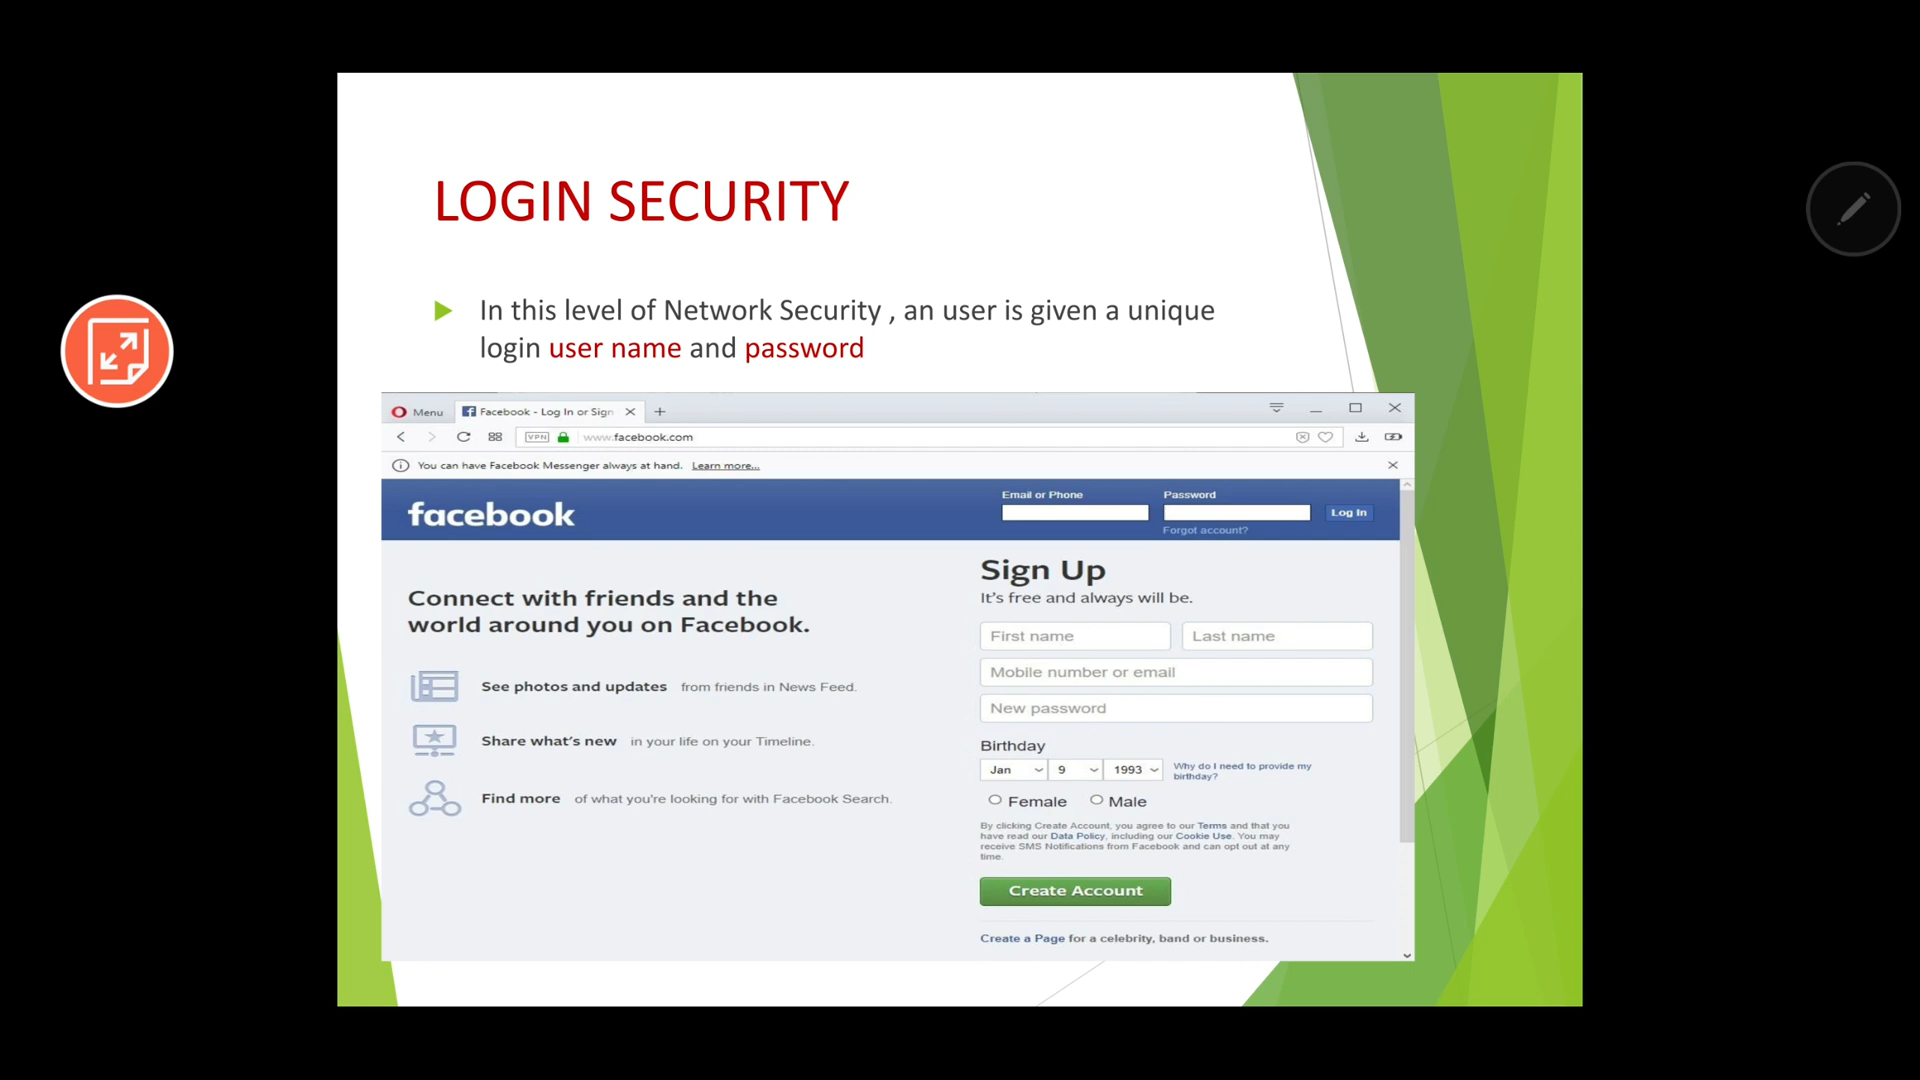 LOGIN SECURITY
In this level of Network Security , an user is given a unique
login user name and password
Menu
Facebook - Log In or Sign
VPN
www.facebook.com
You can have Facebook Messenger always at hand. Learn more...
facebook
Email or Phone
Password
Log In
Forgot account?
Connect with friends and the
world around you on Facebook.
See photos and updates from friends in News Feed.
Share what's new in your life on your Timeline.
Find more of what you're looking for with Facebook Search.
Sign Up
It's free and always will be.
First name
Last name
Mobile number or email
New password
Birthday
Jan 9 1993
Why do I need to provide my
birthday?
Female Male
By clicking Create Account, you agree to our Terms and that you
have read our Data Policy, including our Cookie Use. You may
receive SMS Notifications from Facebook and can opt out at any
time.
Create Account
Create a Page for a celebrity, band or business.